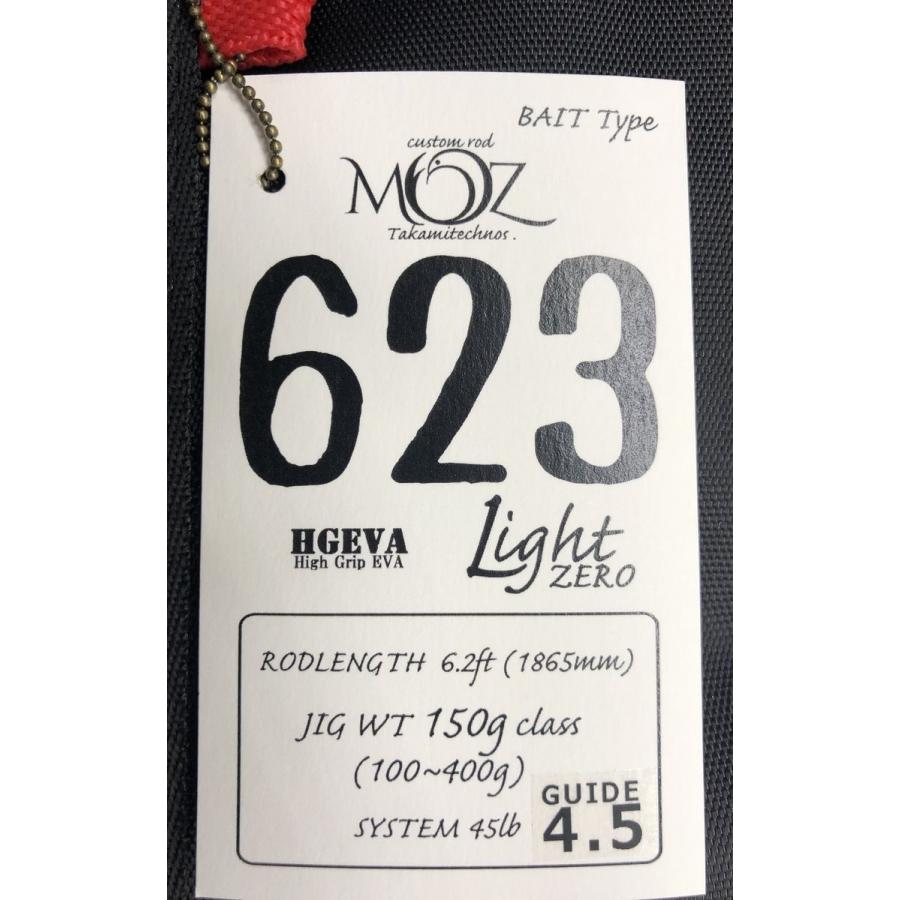 BAIT Type
custom rod
MOZ
Takamitechnos.
623
HGEVA
High Grip EVA
Light
ZERO
RODLENGTH 6.2ft (1865mm)
JIG WT 150g class
(100~400g)
SYSTEM 45lb
GUIDE
4.5